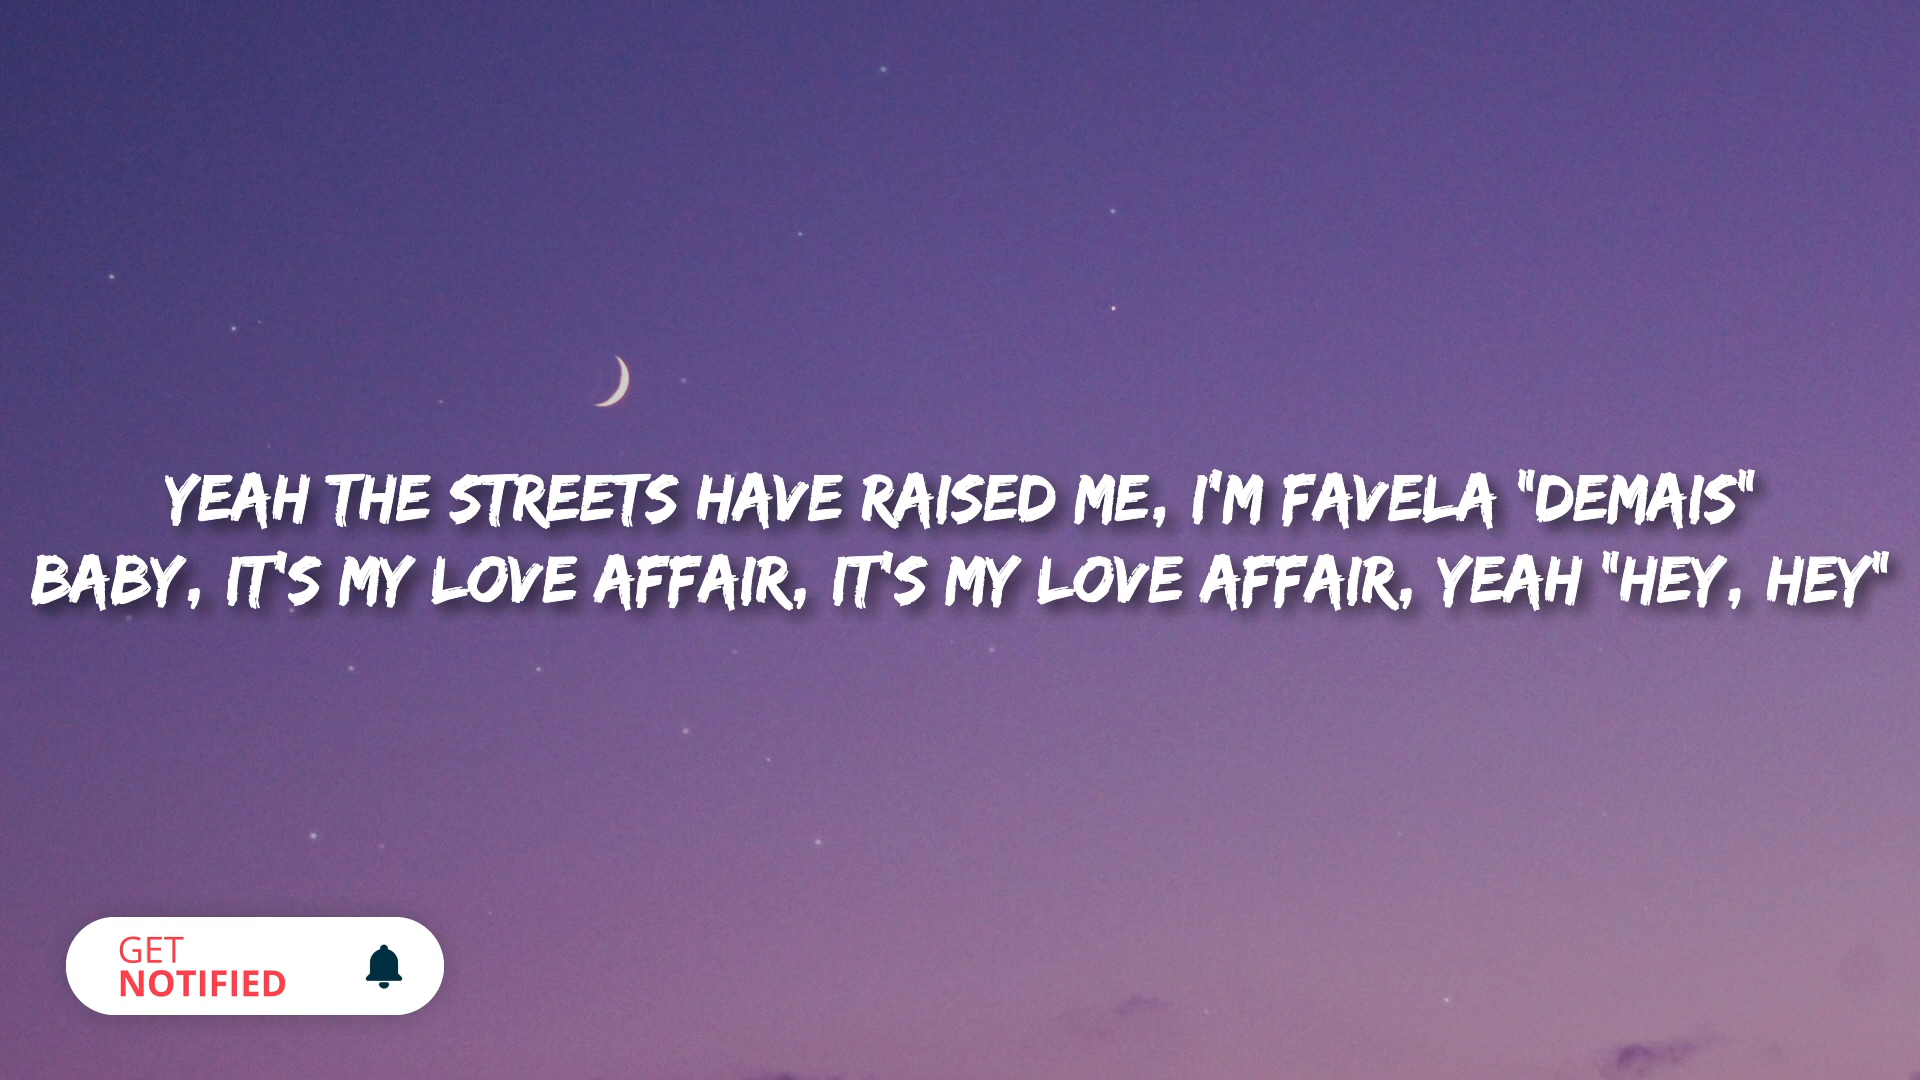 YEAH THE STREETS HAVE RAISED ME, I'M FAVELA "DEMAIS"
BABY, IT'S MY LOVE AFFAIR, IT'S MY LOVE AFFAIR, YEAH "HEY, HEY"
GET
NOTIFIED